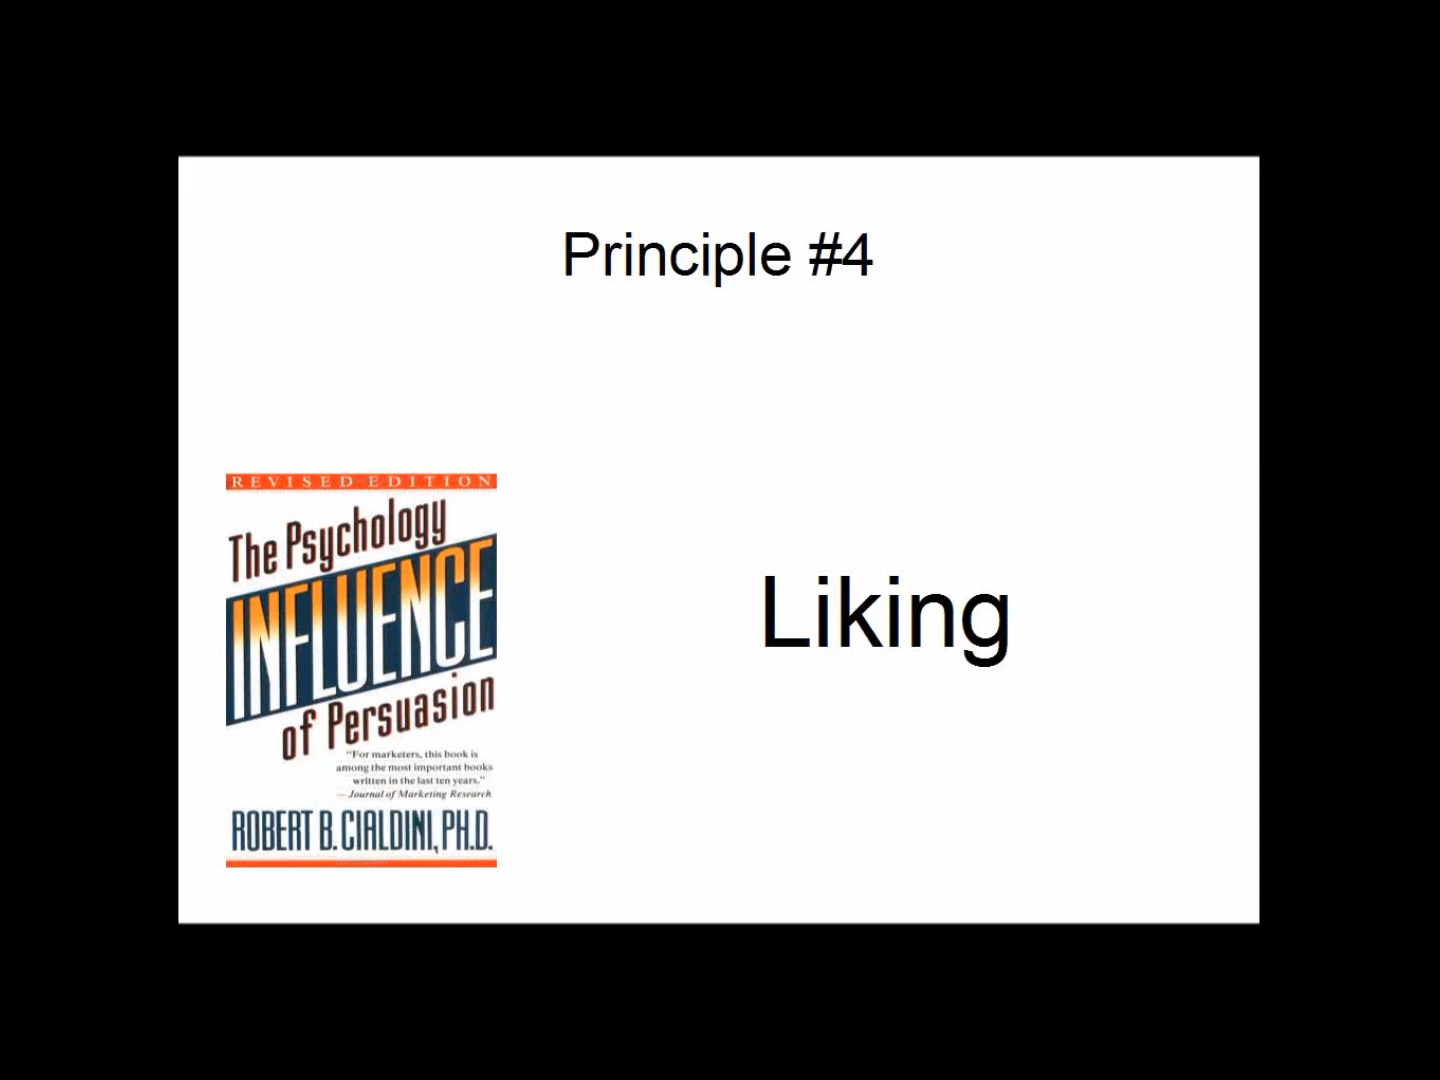 Principle #4
REVISED EDITION
The Psychology
INFLUENCE
of Persuasion
"For marketers, this book is
among the most important books
written in the last ten years."
— Journal of Marketing Research
ROBERT B. CIALDINI, PH.D.
Liking